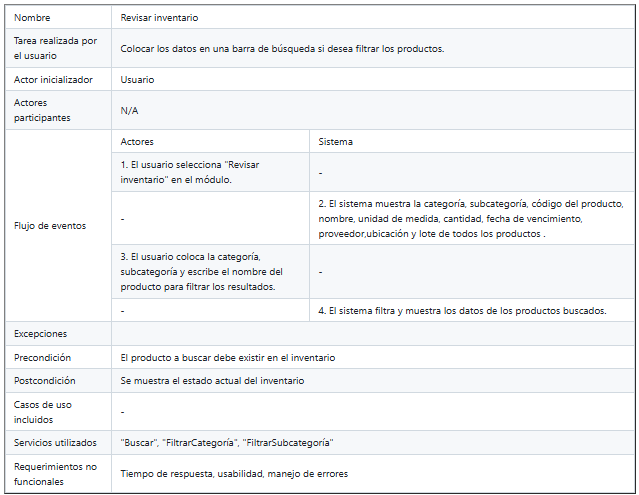 Nombre
Revisar inventario
Tarea realizada por
el usuario
Colocar los datos en una barra de búsqueda si desea filtrar los productos.
Actor inicializador
Usuario
Actores
participantes
N/A
Flujo de eventos
Actores
Sistema
1. El usuario selecciona "Revisar
inventario" en el módulo.
-
-
2. El sistema muestra la categoría, subcategoría, código del producto,
nombre, unidad de medida, cantidad, fecha de vencimiento,
proveedor,ubicación y lote de todos los productos .
3. El usuario coloca la categoría,
subcategoría y escribe el nombre del
producto para filtrar los resultados.
-
-
4. El sistema filtra y muestra los datos de los productos buscados.
Excepciones
Precondición
El producto a buscar debe existir en el inventario
Postcondición
Se muestra el estado actual del inventario
Casos de uso
incluidos
-
Servicios utilizados
"Buscar", "FiltrarCategoría", "FiltrarSubcategoría"
Requerimientos no
funcionales
Tiempo de respuesta, usabilidad, manejo de errores